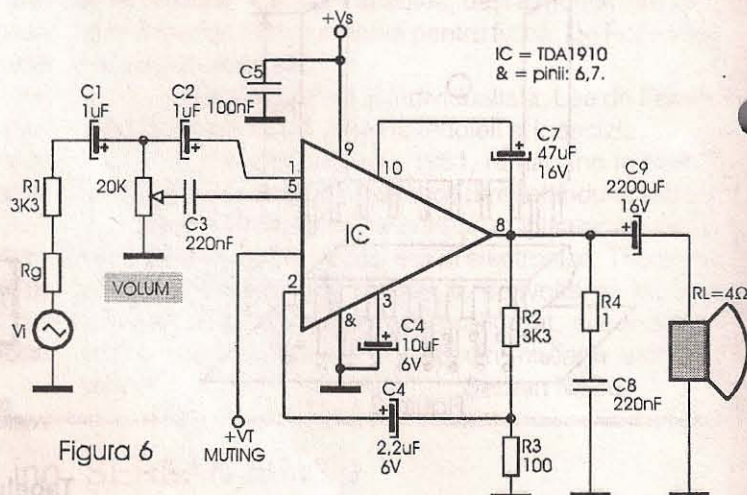 +Vs
IC = TDA1910
& = pinii: 6,7.
C5
100nF
C1
1uF
C2
1uF
C7
47uF
16V
C9
2200uF
16V
9
10
1
5
8
2
3
&
IC
R1
3K3
20K
C3
220nF
Rg
VOLUM
Vi
R2
3K3
R4
1
RL=4Ω
C4
10uF
6V
C4
2,2uF
6V
C8
220nF
R3
100
+VT
MUTING
Figura 6